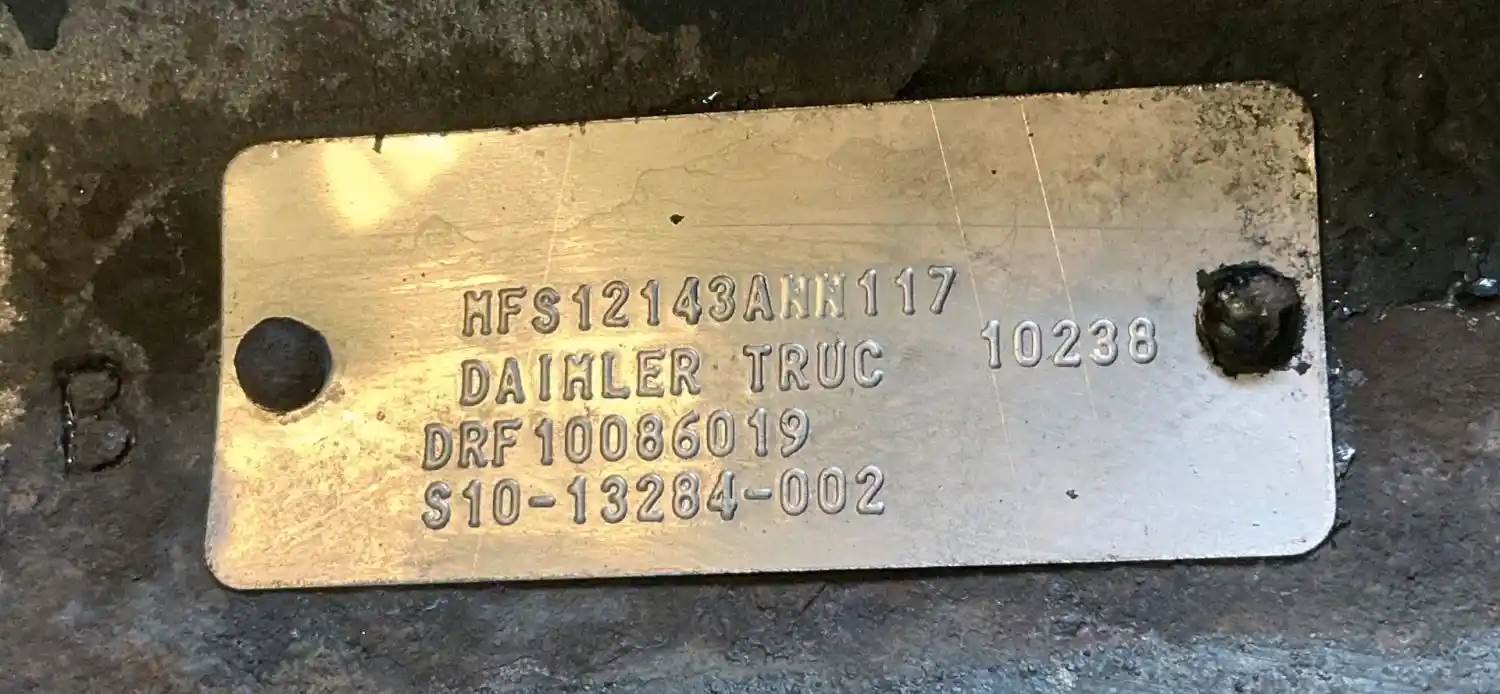 B
MFS12143ANN117
DAIMLER TRUC 10238
DRF10086019
S10-13284-002